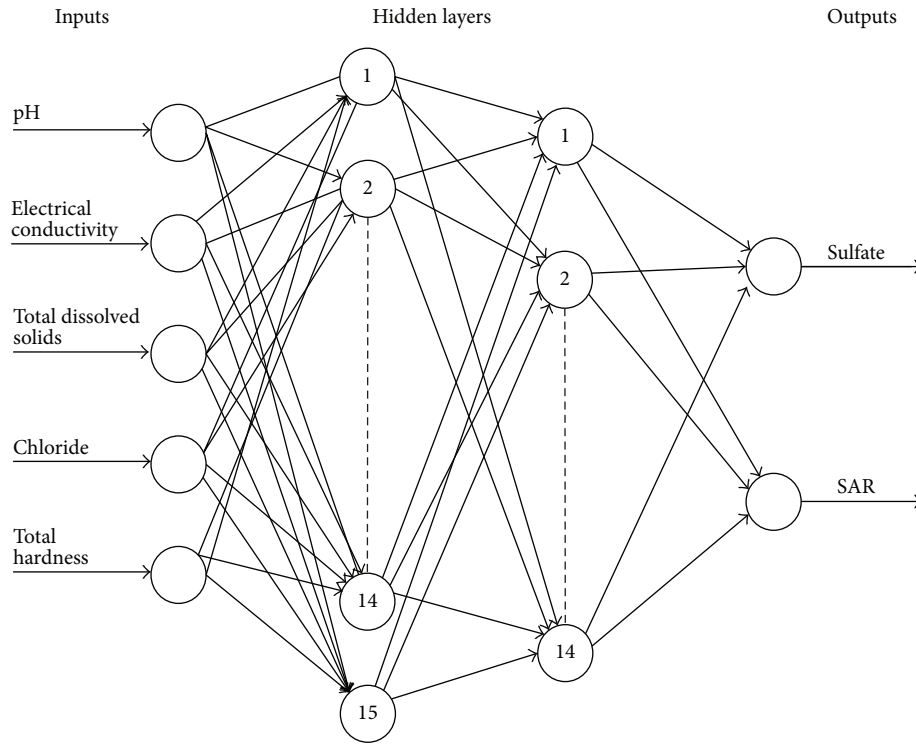 Inputs
Hidden layers
Outputs
pH
Electrical
conductivity
Total dissolved
solids
Chloride
Total
hardness
1
2
14
15
1
2
14
Sulfate
SAR